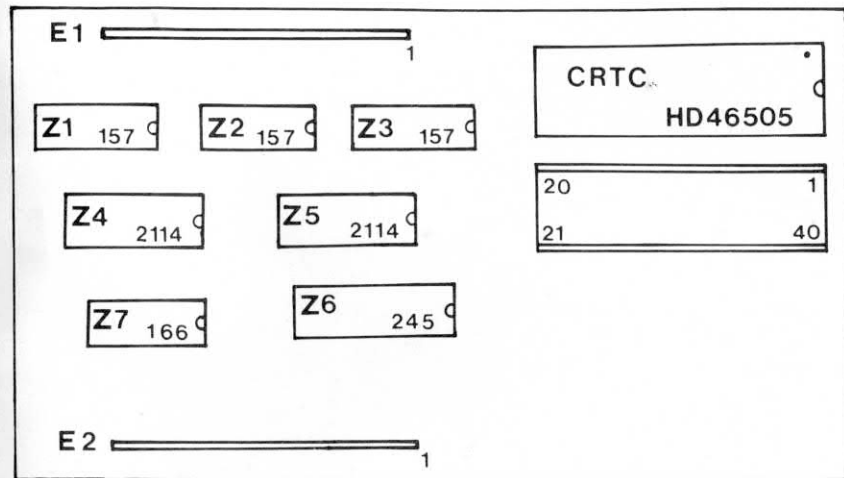 E1
1
CRTC
HD46505
Z1 157
Z2 157
Z3 157
20 1
21 40
Z4 2114
Z5 2114
Z7 166
Z6 245
E2
1